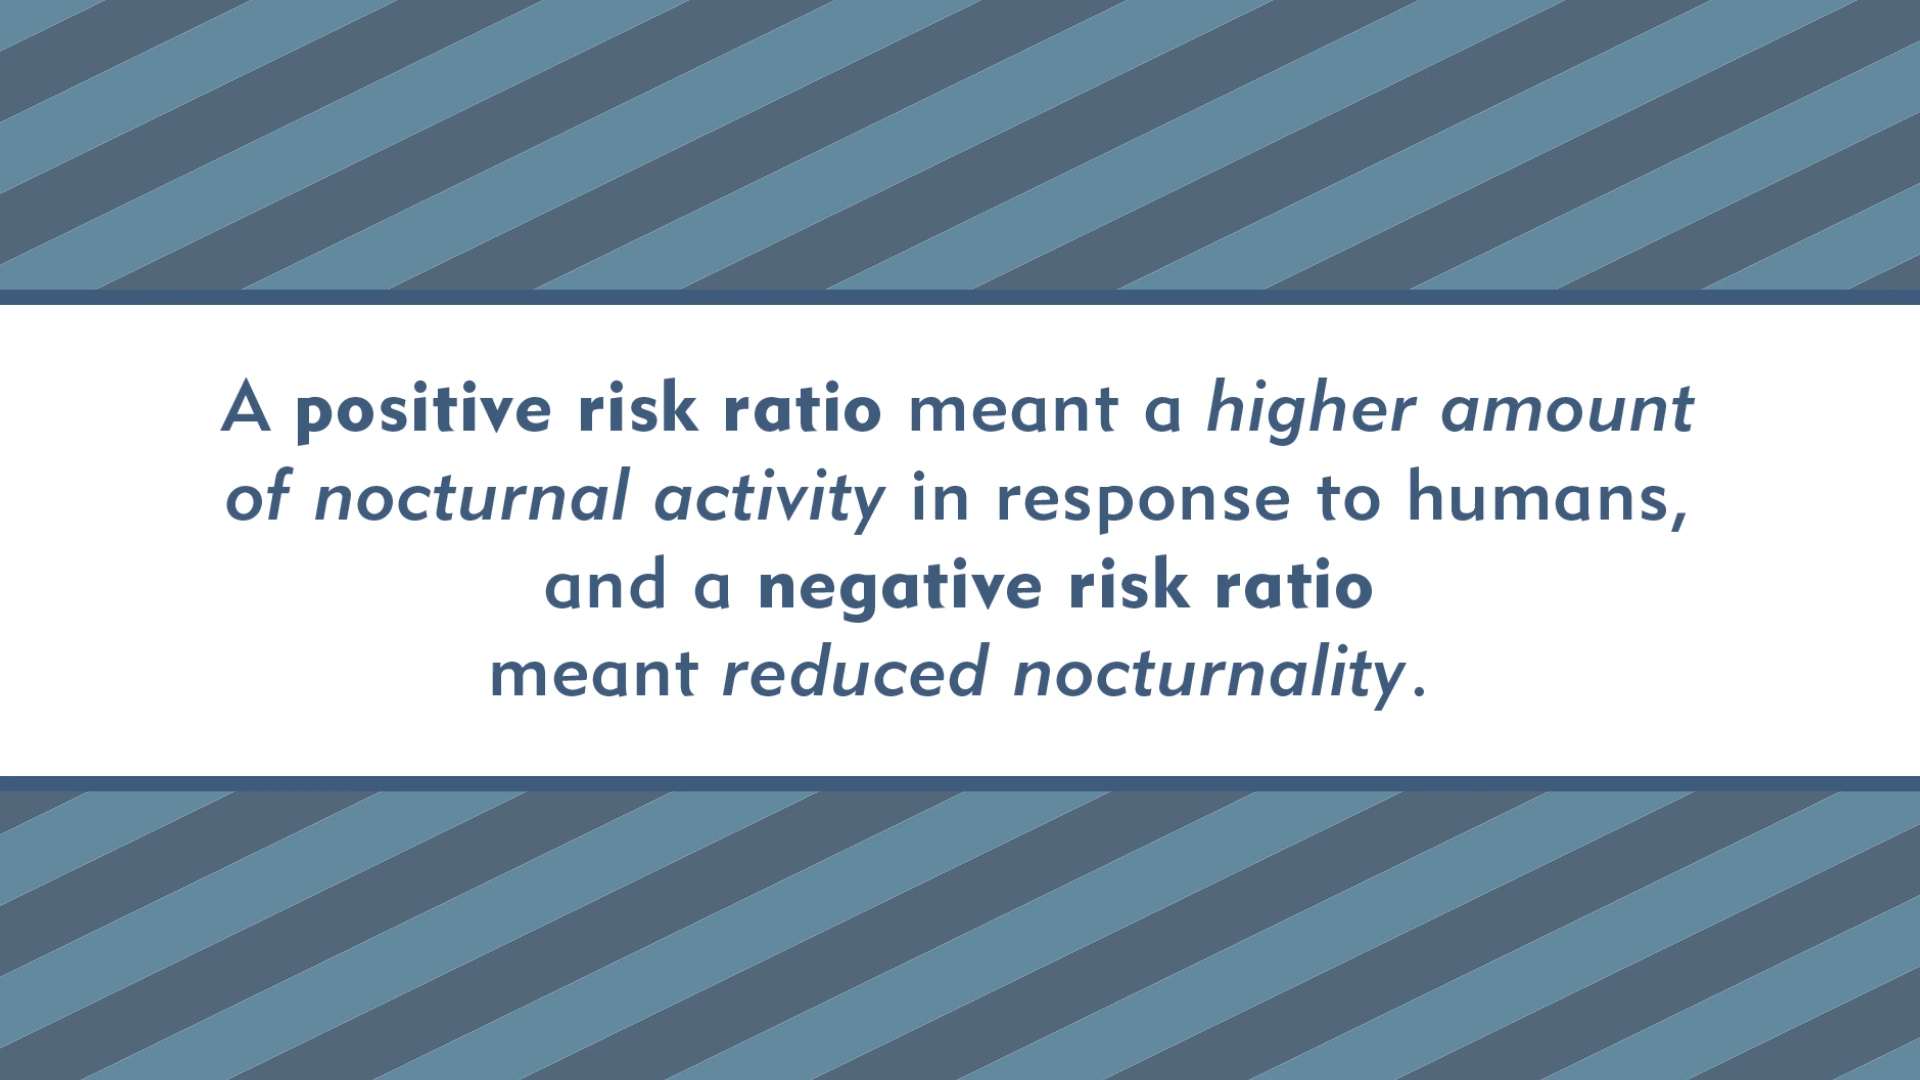 A positive risk ratio meant a higher amount
of nocturnal activity in response to humans,
and a negative risk ratio
meant reduced nocturnality.